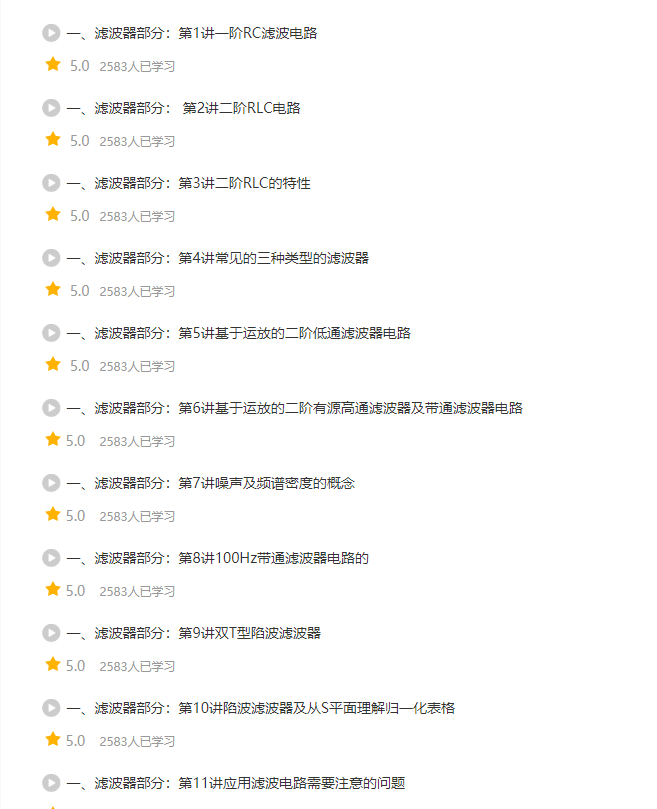 一、滤波器部分：第1讲一阶RC滤波电路
5.0 2583人已学习
一、滤波器部分： 第2讲二阶RLC电路
5.0 2583人已学习
一、滤波器部分：第3讲二阶RLC的特性
5.0 2583人已学习
一、滤波器部分：第4讲常见的三种类型的滤波器
5.0 2583人已学习
一、滤波器部分：第5讲基于运放的二阶低通滤波器电路
5.0 2583人已学习
一、滤波器部分：第6讲基于运放的二阶有源高通滤波器及带通滤波器电路
5.0 2583人已学习
一、滤波器部分：第7讲噪声及频谱密度的概念
5.0 2583人已学习
一、滤波器部分：第8讲100Hz带通滤波器电路的
5.0 2583人已学习
一、滤波器部分：第9讲双T型陷波滤波器
5.0 2583人已学习
一、滤波器部分：第10讲陷波滤波器及从S平面理解归一化表格
5.0 2583人已学习
一、滤波器部分：第11讲应用滤波电路需要注意的问题